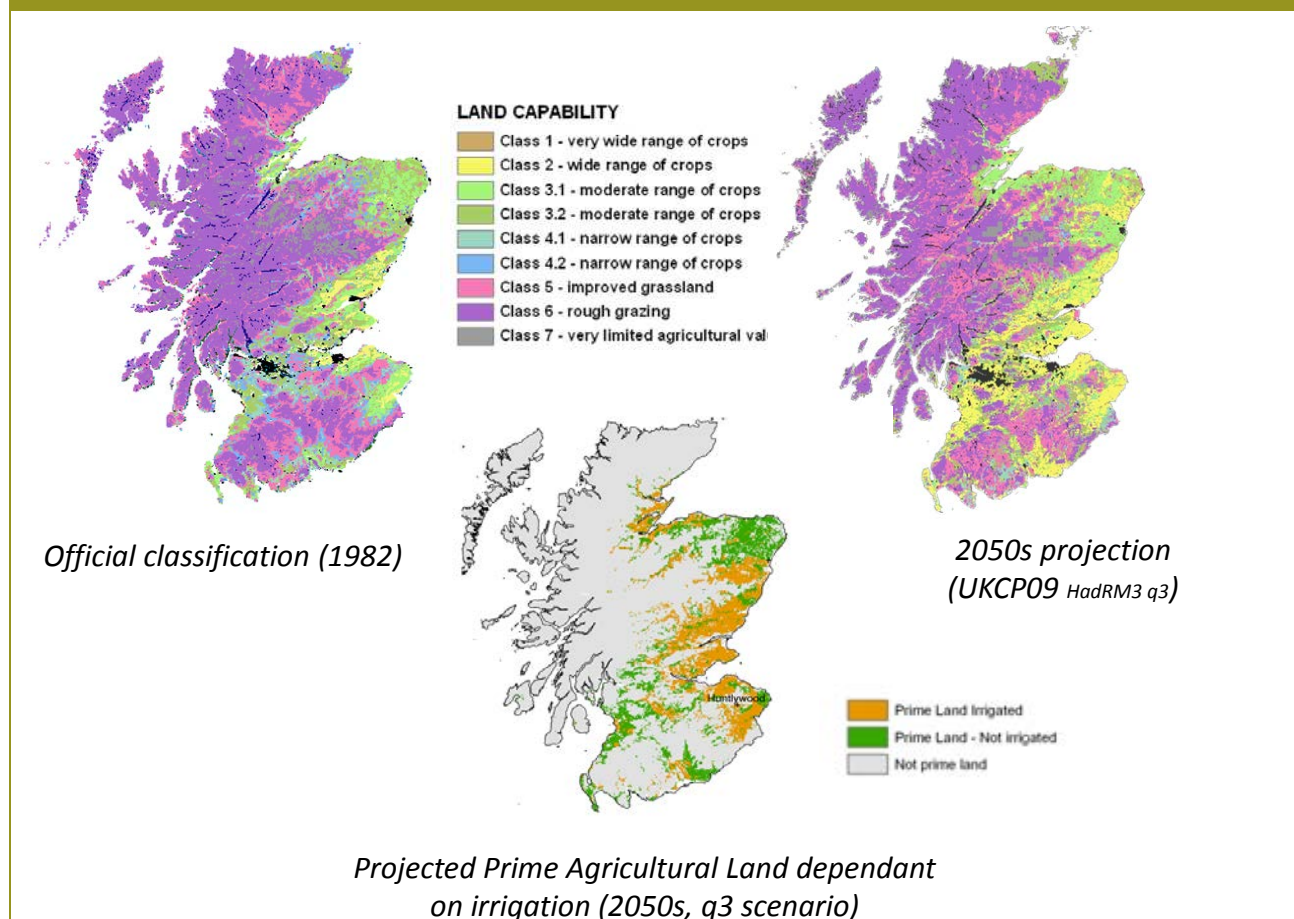 LAND CAPABILITY
Class 1 - very wide range of crops
Class 2 - wide range of crops
Class 3.1 - moderate range of crops
Class 3.2 - moderate range of crops
Class 4.1 - narrow range of crops
Class 4.2 - narrow range of crops
Class 5 - improved grassland
Class 6 - rough grazing
Class 7 - very limited agricultural val
Official classification (1982)
2050s projection
(UKCP09 HadRM3 q3)
Huntlywood
Prime Land Irrigated
Prime Land - Not irrigated
Not prime land
Projected Prime Agricultural Land dependant
on irrigation (2050s, q3 scenario)